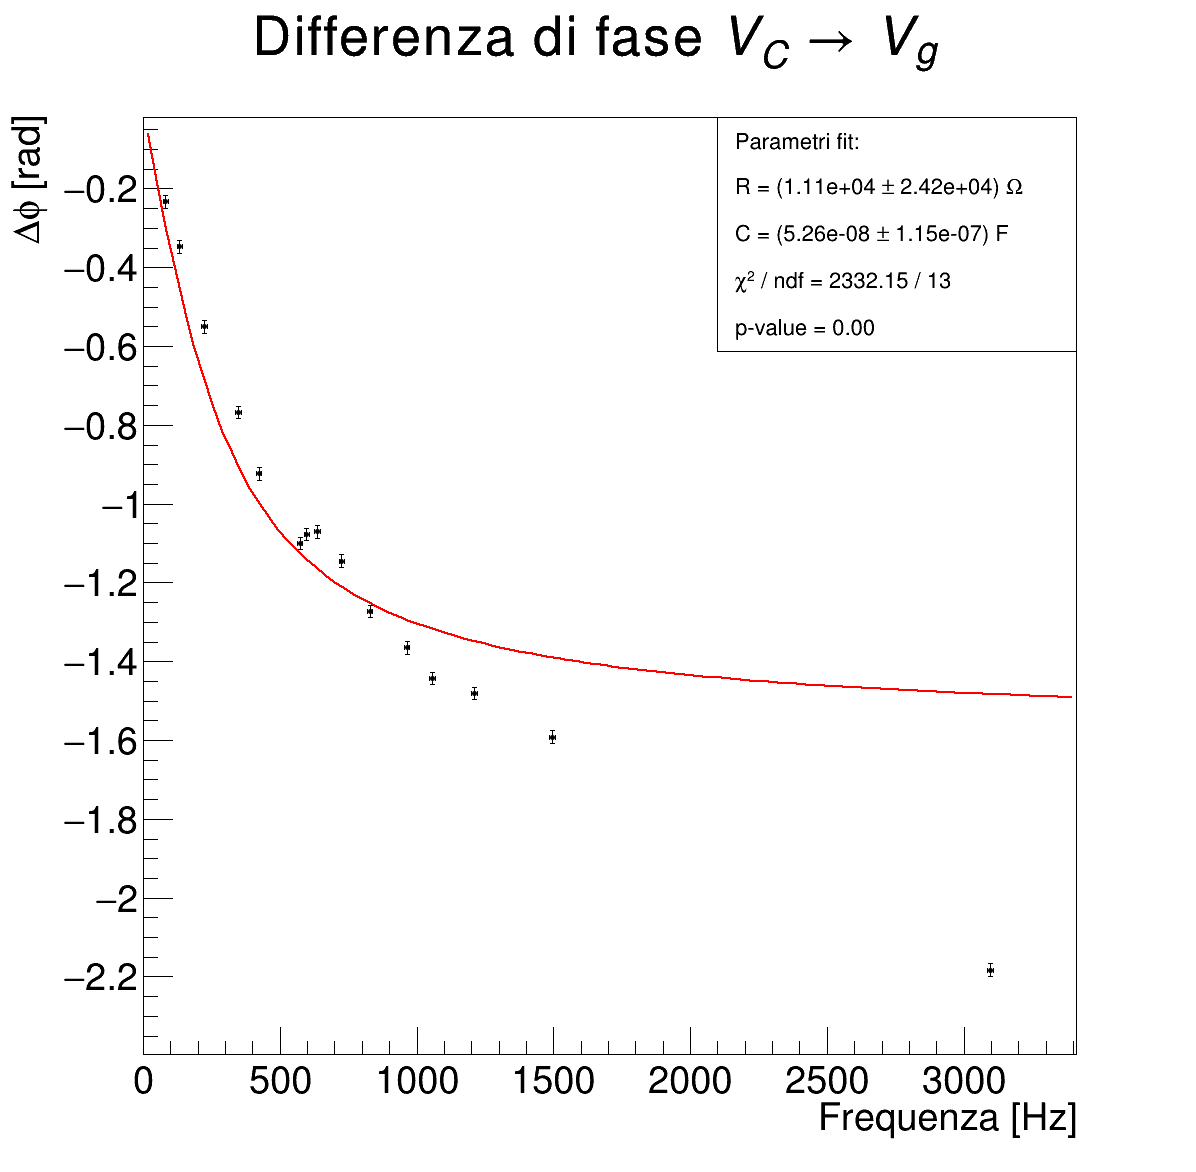 Differenza di fase V_C → V_g
Δϕ [rad]
Parametri fit:
R = (1.11e+04 ± 2.42e+04) Ω
C = (5.26e-08 ± 1.15e-07) F
χ² / ndf = 2332.15 / 13
p-value = 0.00
−0.2
−0.4
−0.6
−0.8
−1
−1.2
−1.4
−1.6
−1.8
−2
−2.2
0 500 1000 1500 2000 2500 3000
Frequenza [Hz]